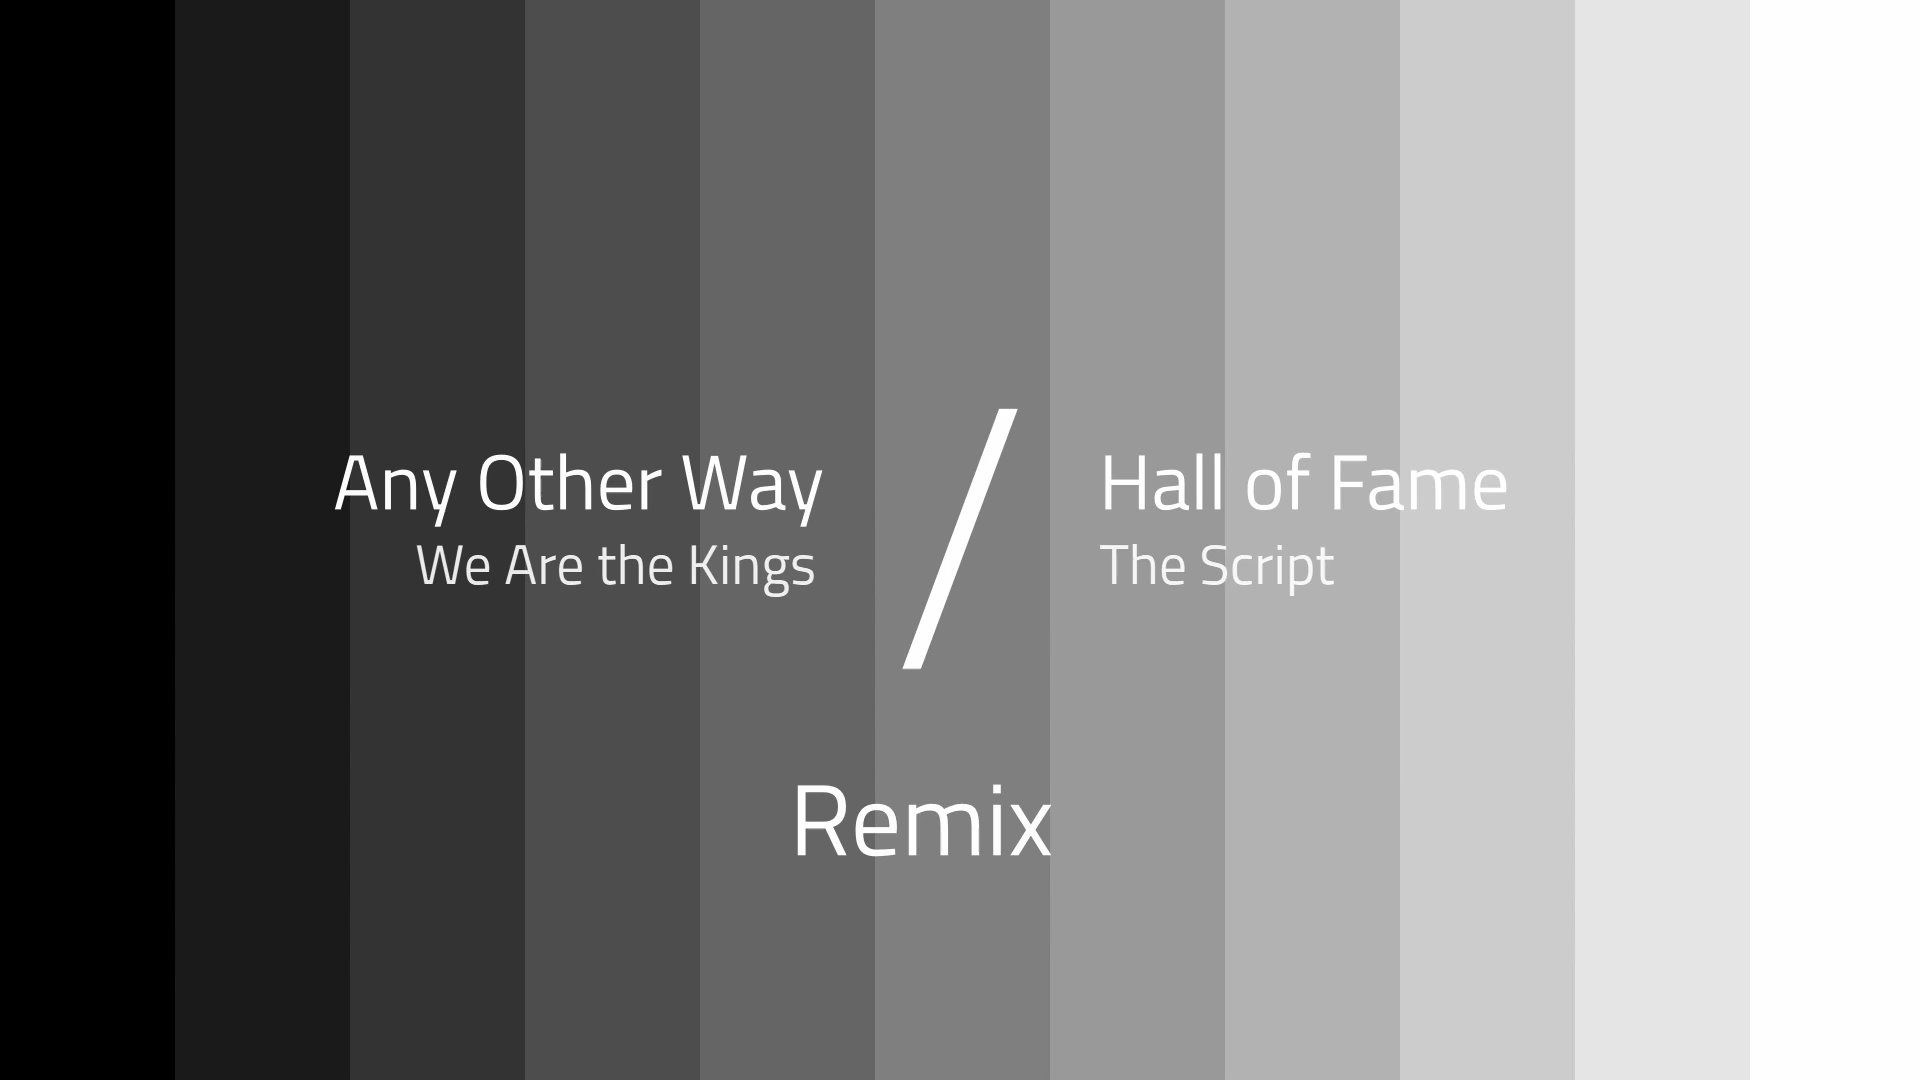 Any Other Way
We Are the Kings
/
Hall of Fame
The Script
Remix